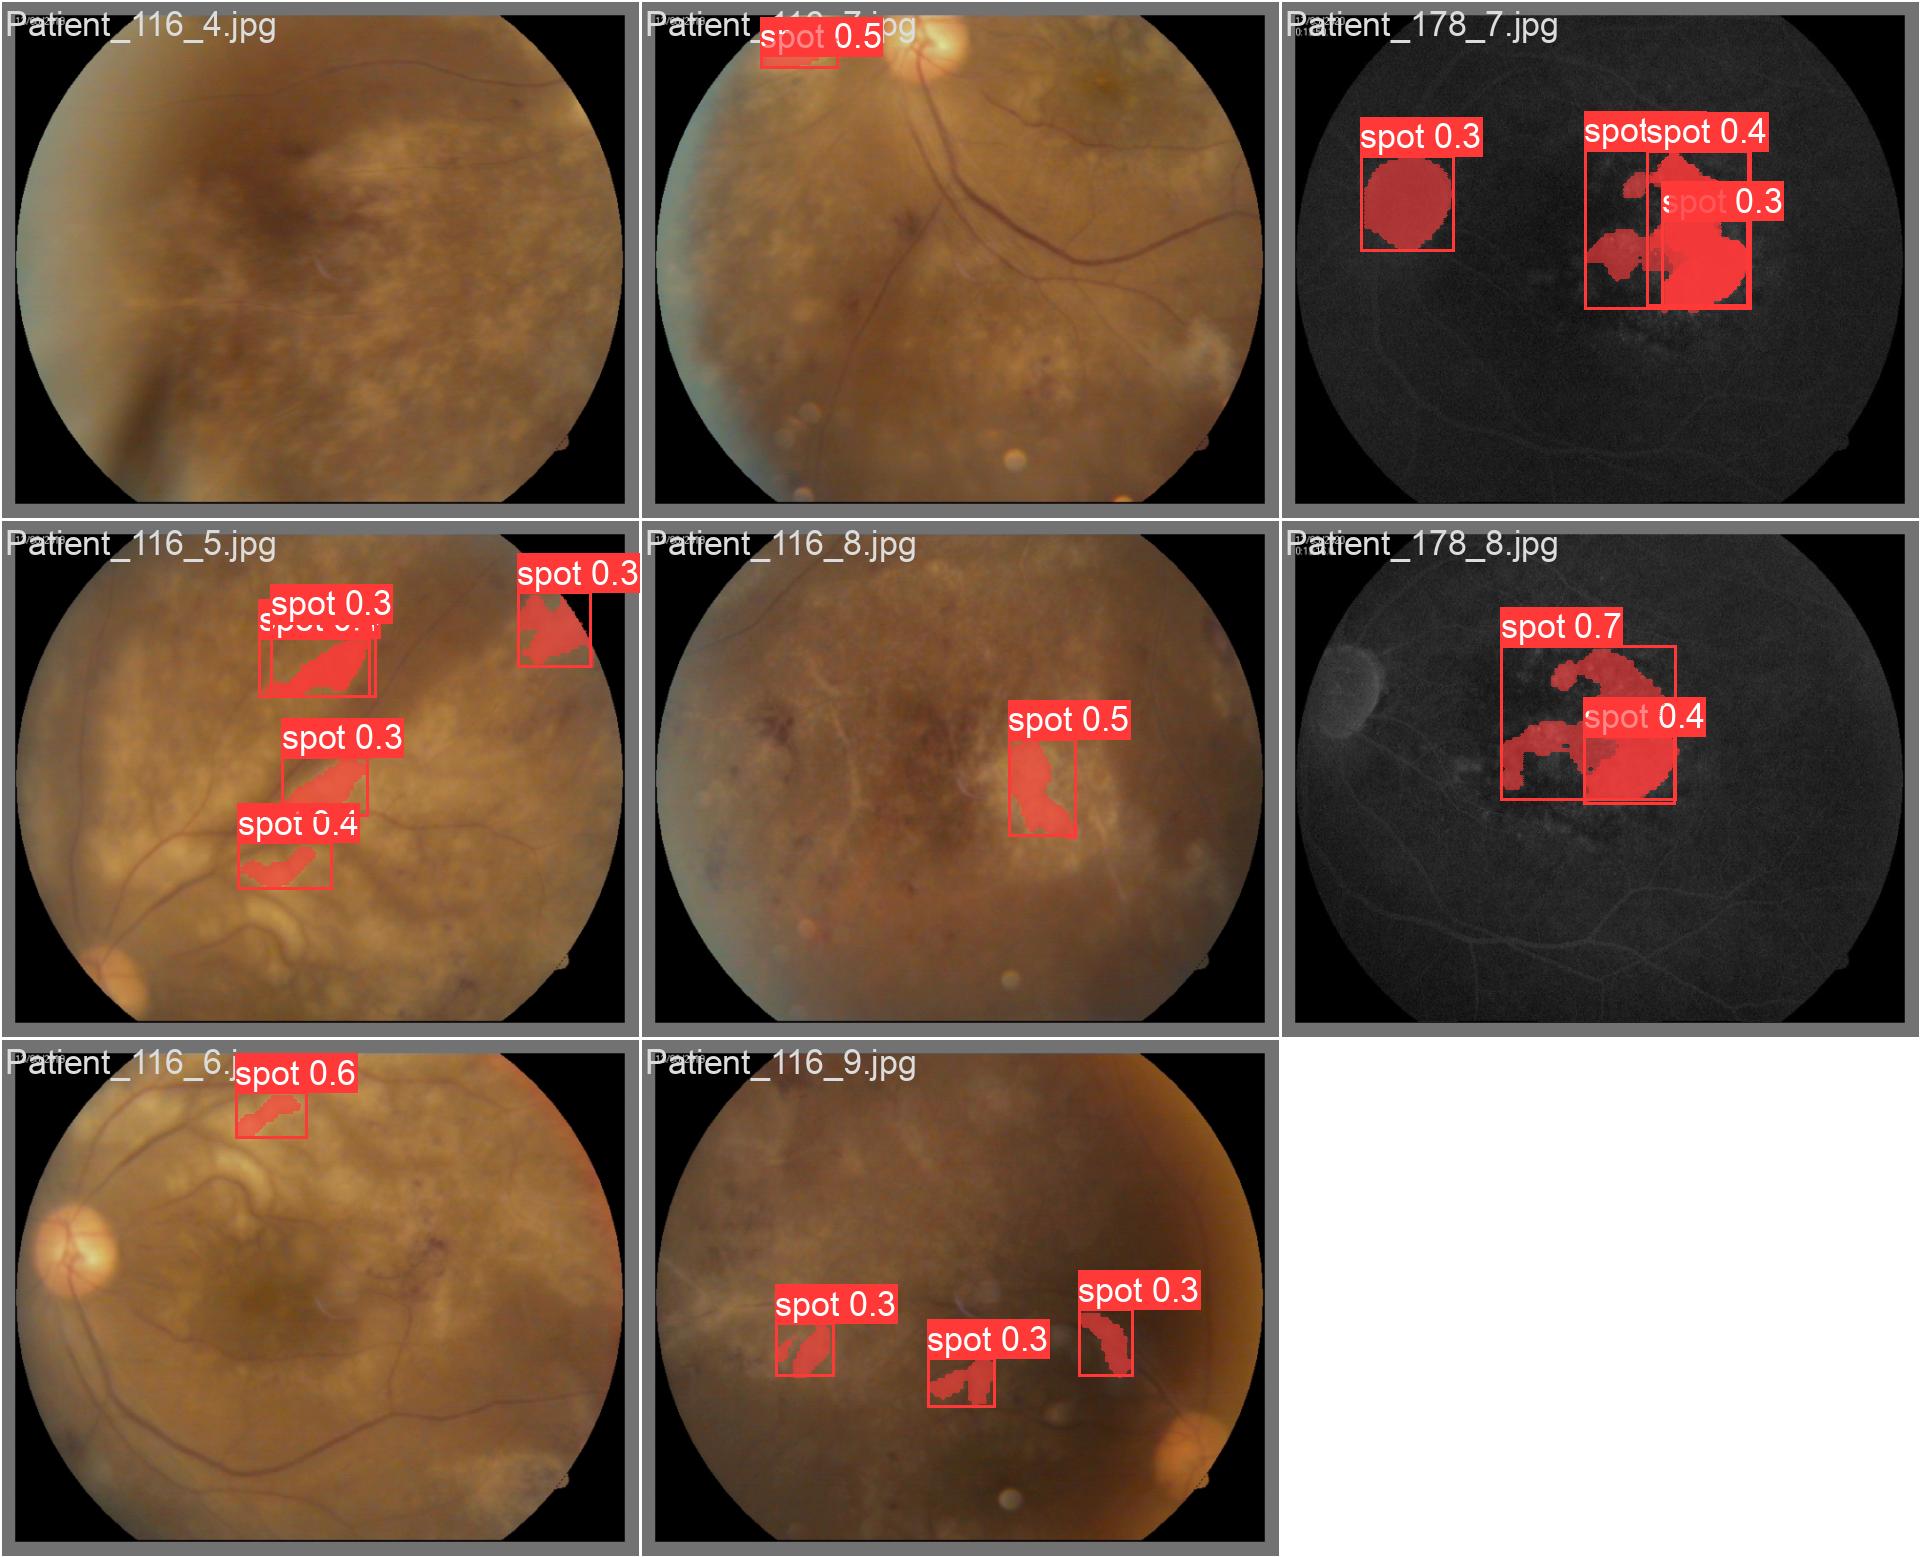 Patient_116_4.jpg
spot 0.5
Patient_178_7.jpg
spot 0.3
spot
spot 0.4
spot 0.3
Patient_116_5.jpg
spot 0.3
spot 0.3
spot 0.3
spot 0.4
Patient_116_8.jpg
spot 0.5
Patient_178_8.jpg
spot 0.7
spot 0.4
Patient_116_6.j
spot 0.6
Patient_116_9.jpg
spot 0.3
spot 0.3
spot 0.3